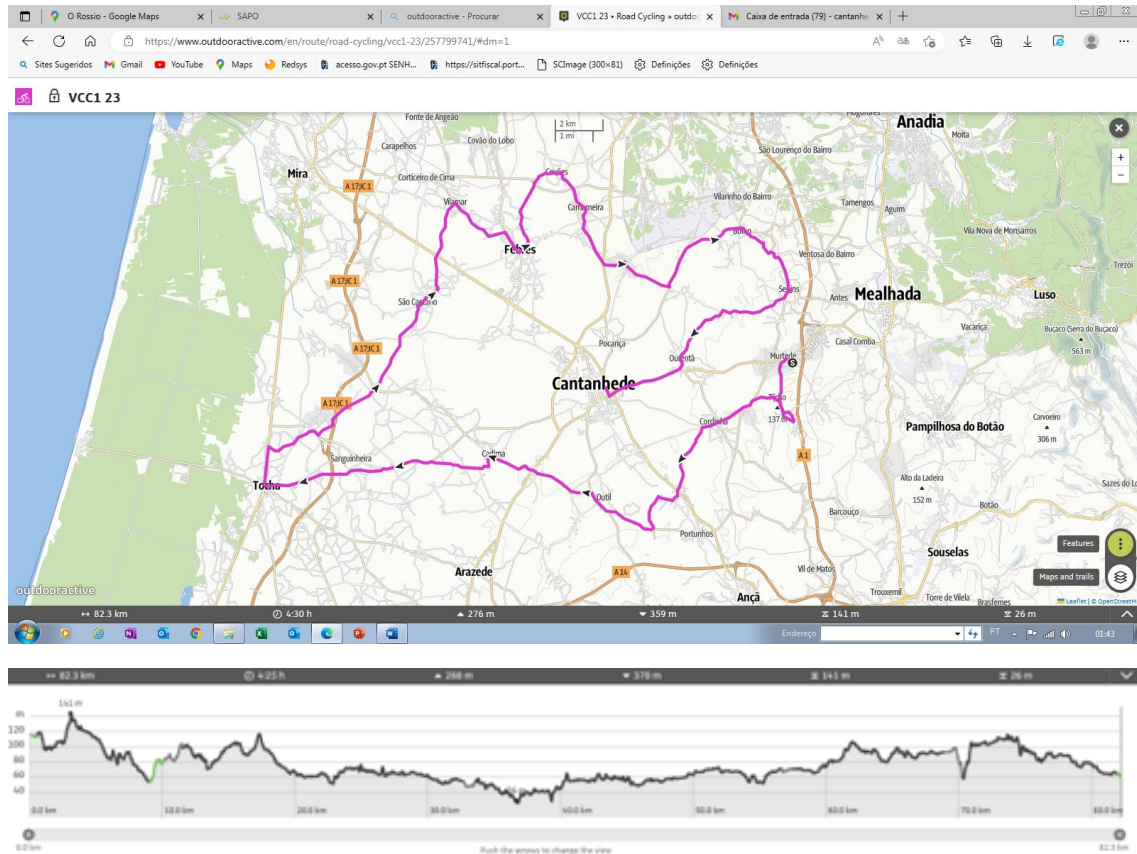 O Rossio - Google Maps
SAPO
outdooractive - Procurar
VCC1 23 • Road Cycling » outdo
Caixa de entrada (79) - cantanhe
https://www.outdooractive.com/en/route/road-cycling/vcc1-23/257799741/#dm=1
Sites Sugeridos
Gmail
YouTube
Maps
Redsys
acesso.gov.pt SENH...
https://sitfiscal.port...
SCImage (300×81)
Definições
Definições
VCC1 23
2 km
1 mi
Fonte de Angeão
Covão do Lobo
Carapelhos
Mira
Corticeiro de Cima
Vilamar
A 17;IC 1
Covões
Camarneira
Febres
São Lourenço do Bairro
Anadia
Moita
Vilarinho do Bairro
Tamengos
Aguim
Vila Nova de Monsarros
Bolho
Ventosa do Bairro
Trezói
A 17;IC 1
São Caetano
Sepins
Antes
Mealhada
Luso
Vacariça
Buçaco (Serra do Buçaco)
563 m
Casal Comba
Pocariça
A 17;IC 1
Ourentã
Murtede
S
Cantanhede
A 17;IC 1
137 m
Cordinhã
Pampilhosa do Botão
Carvoeiro
306 m
Sanguinheira
Cadima
A 1
Tocha
Alto da Ladeira
152 m
Botão
Sazes do Lo
Outil
Barcouço
Portunhos
Souselas
Features
Arazede
A 14
Vil de Matos
Maps and trails
Ançã
Trouxemil
Torre de Vilela
Brasfemes
outdooractive
Leaflet | © OpenStreetM
82.3 km
4:30 h
276 m
359 m
141 m
26 m
Endereço
PT
01:43
82.3 km
4:25 h
288 m
378 m
141 m
26 m
141 m
m
120
100
80
60
40
26 m
0.0 km
10.0 km
20.0 km
30.0 km
40.0 km
50.0 km
60.0 km
70.0 km
80.0 km
0.0 km
Push the arrows to change the view
82.3 km